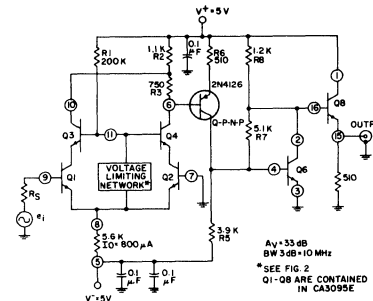 V+=5V
R1
200 K
1.1K
R2
0.1
µF
R6
510
1.2K
R8
750
R3
2N4126
1
10
6
16
Q8
Q-P-N-P
15
OUTPUT
Q3
11
Q4
5.1K
R7
2
VOLTAGE
LIMITING
NETWORK*
4
Q6
510
RS
9
Q1
Q2
7
3
ei
8
5.6K
IO=800µA
3.9K
R5
5
0.1
µF
0.1
µF
V-=5V
AV=33dB
BW 3dB=10 MHz
*SEE FIG. 2
Q1-Q8 ARE CONTAINED
IN CA3095E